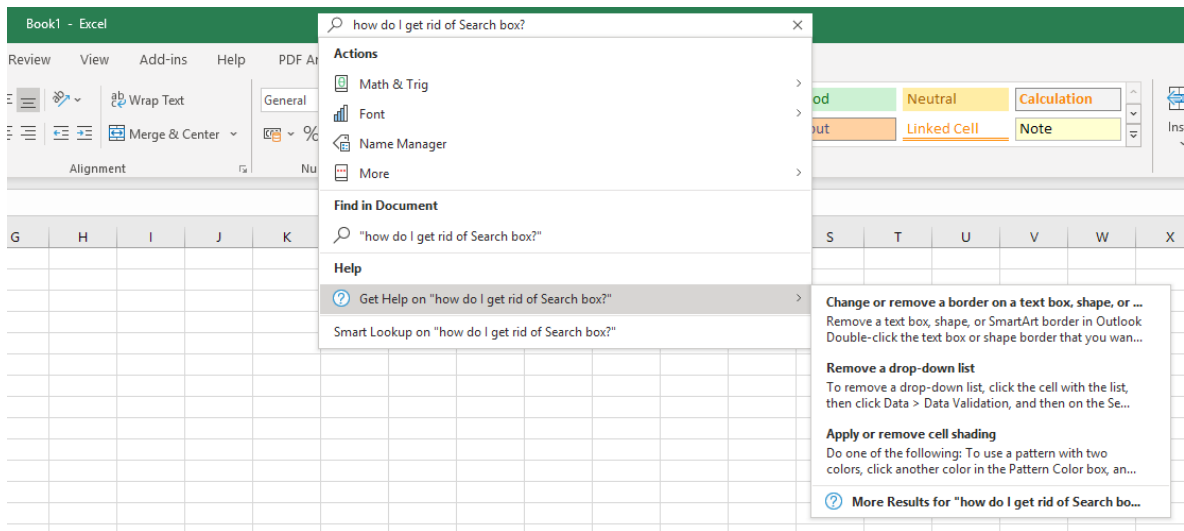 Book1 - Excel
how do I get rid of Search box?
Review View Add-ins Help PDF
Actions
Math & Trig
Font
Name Manager
More
Wrap Text
General
Neutral
Calculation
Merge & Center
%
Linked Cell
Note
Alignment
Find in Document
"how do I get rid of Search box?"
G H I J K S T U V W X
Help
Get Help on "how do I get rid of Search box?"
Smart Lookup on "how do I get rid of Search box?"
Change or remove a border on a text box, shape, or ...
Remove a text box, shape, or SmartArt border in Outlook
Double-click the text box or shape border that you wan...
Remove a drop-down list
To remove a drop-down list, click the cell with the list,
then click Data > Data Validation, and then on the Se...
Apply or remove cell shading
Do one of the following: To use a pattern with two
colors, click another color in the Pattern Color box, an...
More Results for "how do I get rid of Search bo...